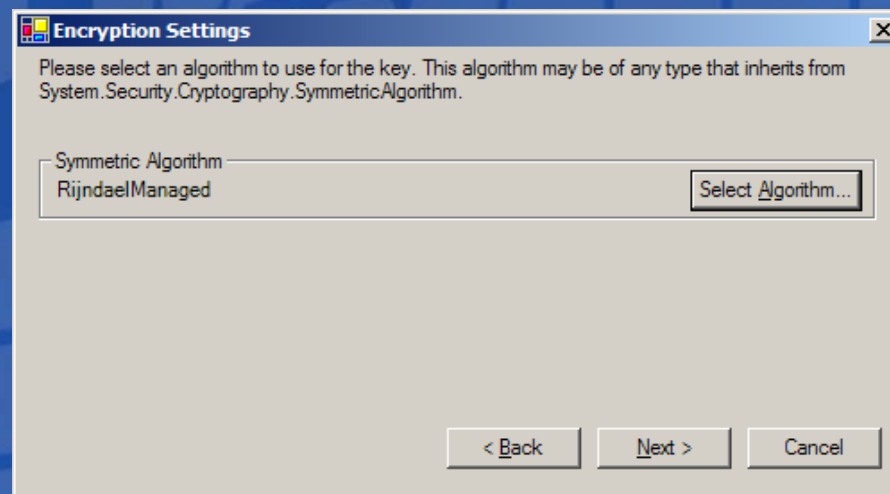 Encryption Settings
Please select an algorithm to use for the key. This algorithm may be of any type that inherits from
System.Security.Cryptography.SymmetricAlgorithm.
Symmetric Algorithm
RijndaelManaged
Select Algorithm...
< Back
Next >
Cancel